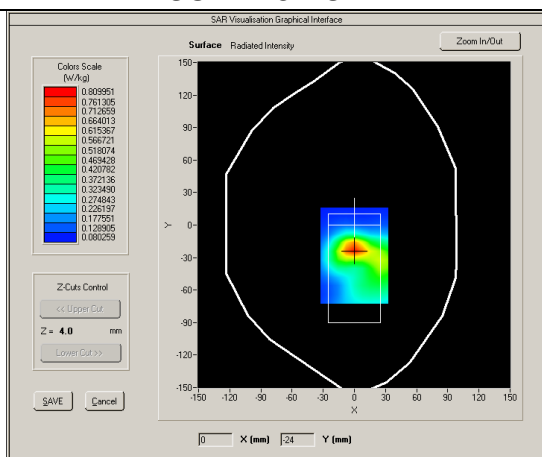 SAR Visualisation Graphical Interface
Surface Radiated Intensity
Zoom In/Out
Colors Scale
(W/kg)
0.809951
0.761305
0.712659
0.664013
0.615367
0.566721
0.518074
0.469428
0.420782
0.372136
0.323490
0.274843
0.226197
0.177551
0.128905
0.080259
Z-Cuts Control
<< Upper Cut
Z = 4.0 mm
Lower Cut >>
SAVE Cancel
150
120
90
60
30
0
-30
-60
-90
-120
-150
Y
-150 -120 -90 -60 -30 0 30 60 90 120 150
X
0 X (mm) -24 Y (mm)